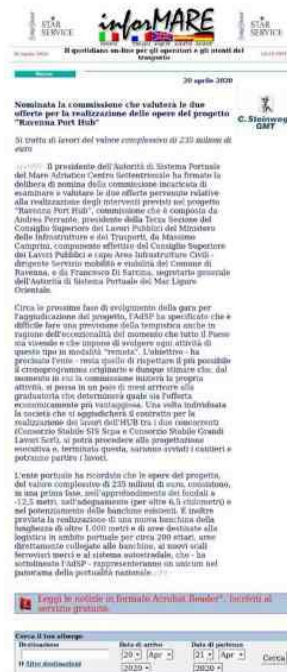 STAR
SERVICE
inforMARE
STAR
SERVICE
Il quotidiano on-line per gli operatori e gli utenti del
trasporto
20 aprile 2020
Nominata la commissione che valuterà le due
offerte per la realizzazione delle opere del progetto
"Ravenna Port Hub"
C. Steinweg
GMT
Si tratta di lavori del valore complessivo di 235 milioni di
euro
Il presidente dell'Autorità di Sistema Portuale
del Mare Adriatico Centro Settentrionale ha firmato la
delibera di nomina della commissione incaricata di
esaminare e valutare le due offerte pervenute relative
alla realizzazione degli interventi previsti nel progetto
"Ravenna Port Hub", commissione che è composta da
Andrea Ferrante, presidente della Terza Sezione del
Consiglio Superiore dei Lavori Pubblici del Ministero
delle Infrastrutture e dei Trasporti, da Massimo
Camprini, componente effettivo del Consiglio Superiore
dei Lavori Pubblici e capo Area Infrastrutture Civili -
dirigente Servizio mobilità e viabilità del Comune di
Ravenna, e da Francesco Di Sarcina, segretario generale
dell'Autorità di Sistema Portuale del Mar Ligure
Orientale.
Circa le prossime fase di svolgimento della gara per
l'aggiudicazione del progetto, l'AdSP ha specificato che è
difficile fare una previsione della tempistica anche in
ragione dell'eccezionalità del momento che tutto il Paese
sta vivendo e che impone di svolgere ogni attività di
questo tipo in modalità "remota". L'obiettivo - ha
precisato l'ente - resta quello di rispettare il più possibile
il cronoprogramma originario e dunque stimare che, dal
momento in cui la commissione inizierà la propria
attività, si possa in un paio di mesi arrivare alla
graduatoria che determinerà quale sia l'offerta
economicamente più vantaggiosa. Una volta individuata
la società che si aggiudicherà il contratto per la
realizzazione dei lavori dell'HUB tra i due concorrenti
(Consorzio Stabile SIS Scpa e Consorzio Stabile Grandi
Lavori Scrl), si potrà procedere alla progettazione
esecutiva e, terminata questa, saranno avviati i cantieri e
potranno partire i lavori.
L'ente portuale ha ricordato che le opere del progetto,
del valore complessivo di 235 milioni di euro, consistono,
in una prima fase, nell'approfondimento dei fondali a
-12,5 metri, nell'adeguamento (per oltre 6,5 chilometri) e
nel potenziamento delle banchine esistenti. È inoltre
prevista la realizzazione di una nuova banchina della
lunghezza di oltre 1.000 metri e di aree destinate alla
logistica in ambito portuale per circa 200 ettari, aree
direttamente collegate alle banchine, ai nuovi scali
ferroviari merci e al sistema autostradale, che - ha
sottolineato l'AdSP - rappresenteranno un unicum nel
panorama della portualità nazionale.
Leggi le notizie in formato Acrobat Reader®. Iscriviti al
servizio gratuito.
Cerca il tuo albergo
Destinazione
Data di arrivo
Data di partenza
20 Apr
21 Apr
Cerca
Altre destinazioni
2020
2020